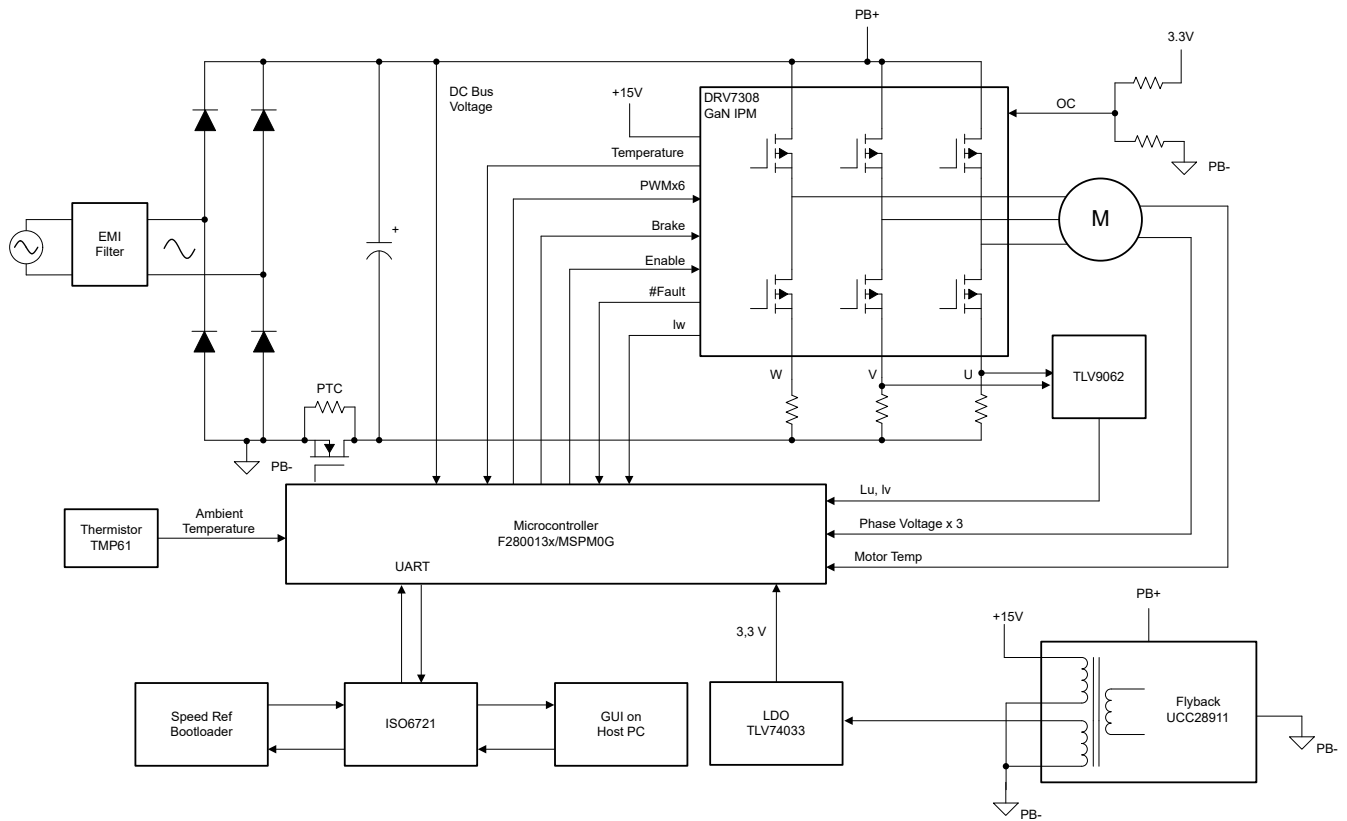 PB+
3.3V
DC Bus
Voltage
+15V
DRV7308
GaN IPM
OC
PB-
Temperature
PWMx6
Brake
Enable
#Fault
Iw
M
EMI
Filter
+
W
V
U
TLV9062
PTC
PB-
Lu, Iv
Phase Voltage x 3
Motor Temp
Thermistor
TMP61
Ambient
Temperature
Microcontroller
F280013x/MSPM0G
UART
3,3 V
+15V
PB+
Speed Ref
Bootloader
ISO6721
GUI on
Host PC
LDO
TLV74033
Flyback
UCC28911
PB-
PB-